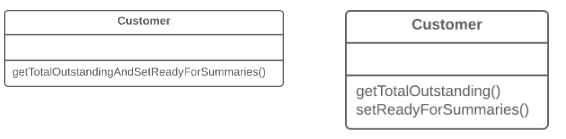 Customer
getTotalOutstandingAndSetReadyForSummaries()
Customer
getTotalOutstanding()
setReadyForSummaries()